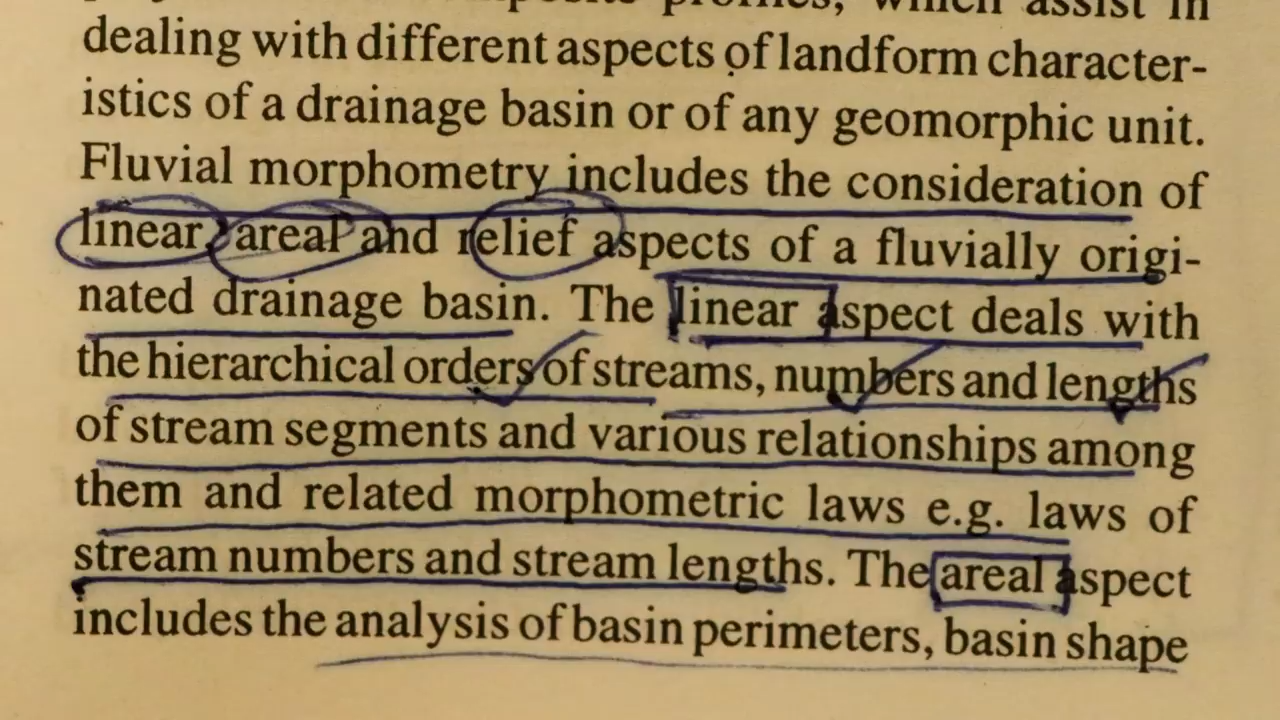 profiles, which assist in
dealing with different aspects of landform character-
istics of a drainage basin or of any geomorphic unit.
Fluvial morphometry includes the consideration of
linear, areal and relief aspects of a fluvially origi-
nated drainage basin. The linear aspect deals with
the hierarchical orders of streams, numbers and lengths
of stream segments and various relationships among
them and related morphometric laws e.g. laws of
stream numbers and stream lengths. The areal aspect
includes the analysis of basin perimeters, basin shape